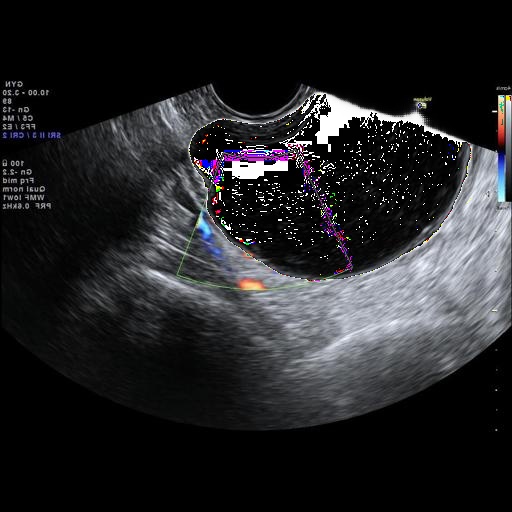 GYN
10.00 - 3.20
89
Gn -13
C5 / M4
FF3 / E2
SRI II 3 / CRI 2
100
Gn -2.-
Frq mid
Qual norm
WMF low1
PRF 0.6kHz